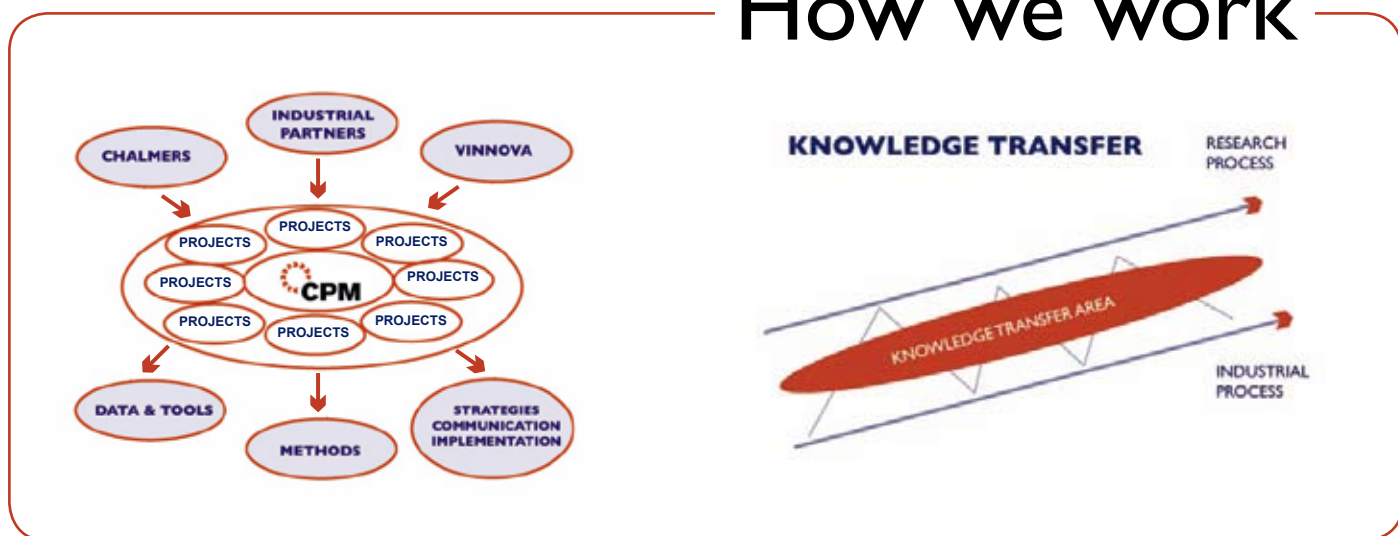 How we work
INDUSTRIAL
PARTNERS
CHALMERS
VINNOVA
PROJECTS
PROJECTS
PROJECTS
PROJECTS
CPM
PROJECTS
PROJECTS
PROJECTS
PROJECTS
DATA & TOOLS
METHODS
STRATEGIES
COMMUNICATION
IMPLEMENTATION
KNOWLEDGE TRANSFER
RESEARCH
PROCESS
KNOWLEDGE TRANSFER AREA
INDUSTRIAL
PROCESS